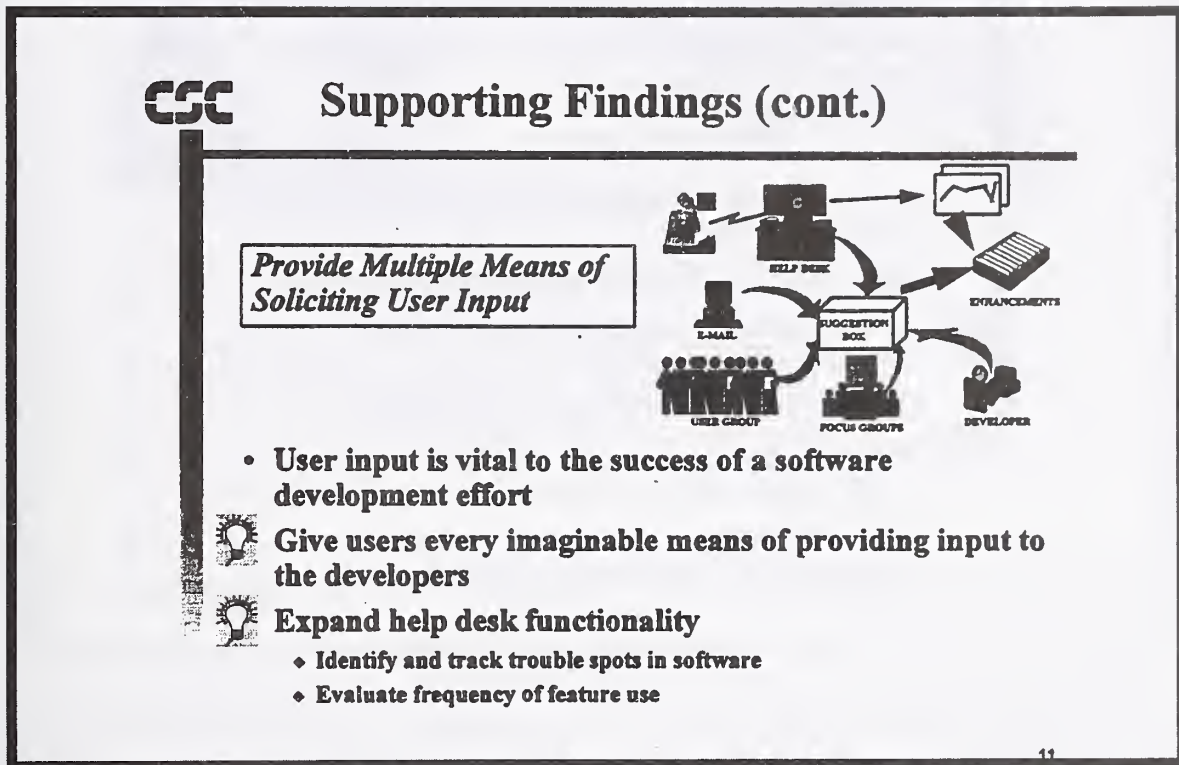 CSC
Supporting Findings (cont.)
Provide Multiple Means of
Soliciting User Input
HELP DESK
ENHANCEMENTS
E-MAIL
SUGGESTION
BOX
USER GROUP
FOCUS GROUPS
DEVELOPER
• User input is vital to the success of a software
development effort
Give users every imaginable means of providing input to
the developers
Expand help desk functionality
◆ Identify and track trouble spots in software
◆ Evaluate frequency of feature use
11